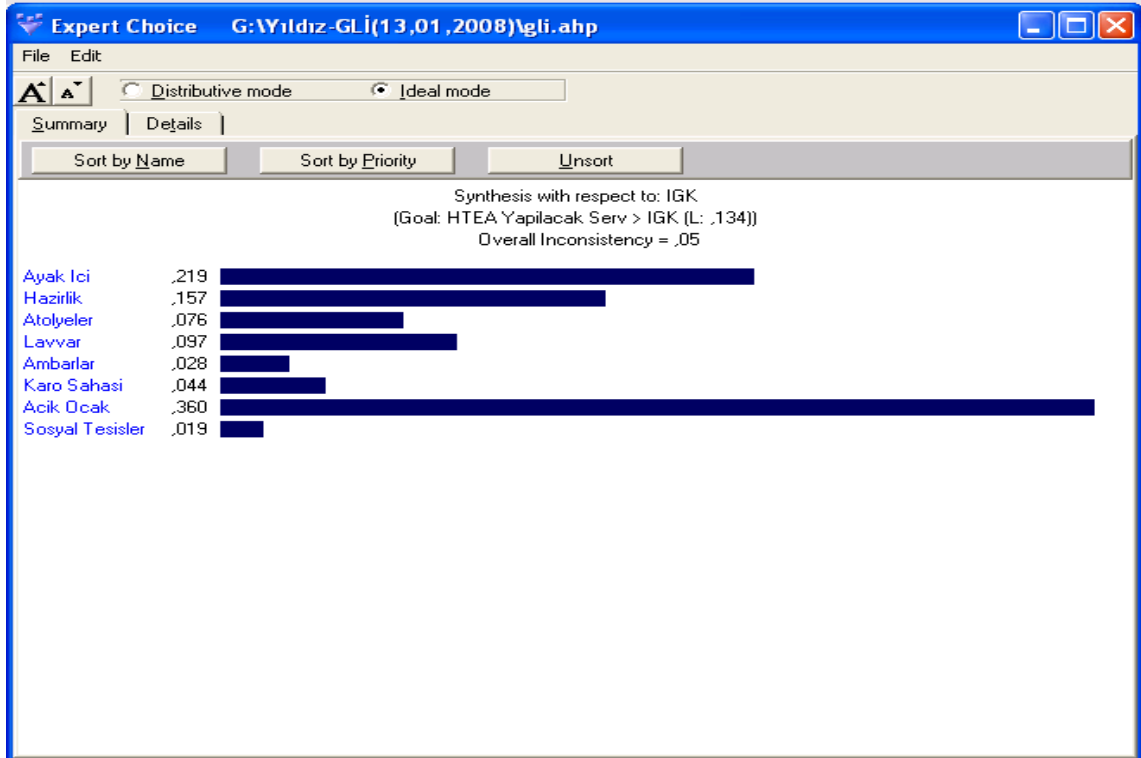 Expert Choice G:\Yıldız-GLİ(13,01,2008)\gli.ahp
File Edit
A A Distributive mode Ideal mode
Summary Details
Sort by Name Sort by Priority Unsort
Synthesis with respect to: IGK
(Goal: HTEA Yapilacak Serv > IGK (L: ,134))
Overall Inconsistency = ,05
Ayak Ici ,219
Hazirlik ,157
Atolyeler ,076
Lavvar ,097
Ambarlar ,028
Karo Sahasi ,044
Acik Ocak ,360
Sosyal Tesisler ,019